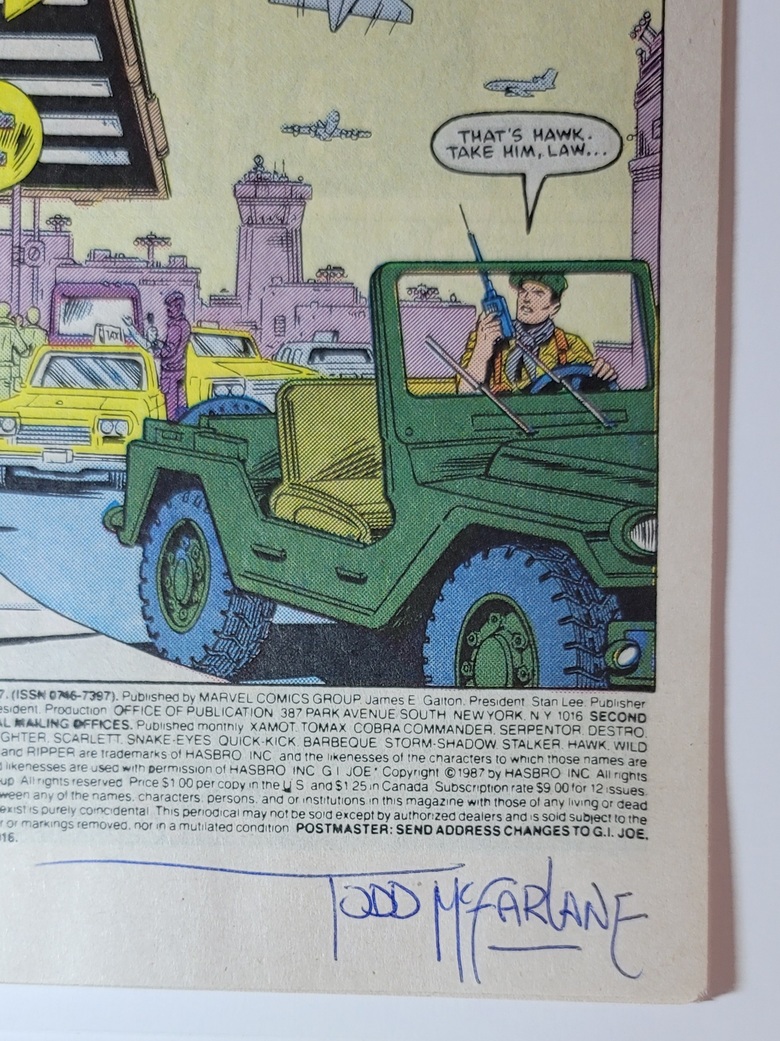 THAT'S HAWK.
TAKE HIM, LAW...
TAXI
7. (ISSN 0746-7397). Published by MARVEL COMICS GROUP. James E. Galton. President. Stan Lee. Publisher
esident. Production. OFFICE OF PUBLICATION. 387 PARK AVENUE SOUTH. NEW YORK. N.Y. 1016 SECOND
AL MAILING OFFICES. Published monthly. XAMOT. TOMAX. COBRA COMMANDER. SERPENTOR. DESTRO.
GHTER. SCARLETT. SNAKE-EYES. QUICK-KICK. BARBEQUE. STORM-SHADOW. STALKER. HAWK. WILD
and RIPPER are trademarks of HASBRO. INC. and the likenesses of the characters to which those names are
likenesses are used with permission of HASBRO. INC. G.I. JOE* Copyright ©1987 by HASBRO. INC. All rights
up. All rights reserved. Price $1.00 per copy in the U.S. and $1.25 in Canada. Subscription rate $9.00 for 12 issues.
ween any of the names. characters. persons. and/or institutions in this magazine with those of any living or dead
exist is purely coincidental. This periodical may not be sold except by authorized dealers and is sold subject to the
r or markings removed, nor in a mutilated condition. POSTMASTER: SEND ADDRESS CHANGES TO G.I. JOE,
016.
TODD McFARLANE